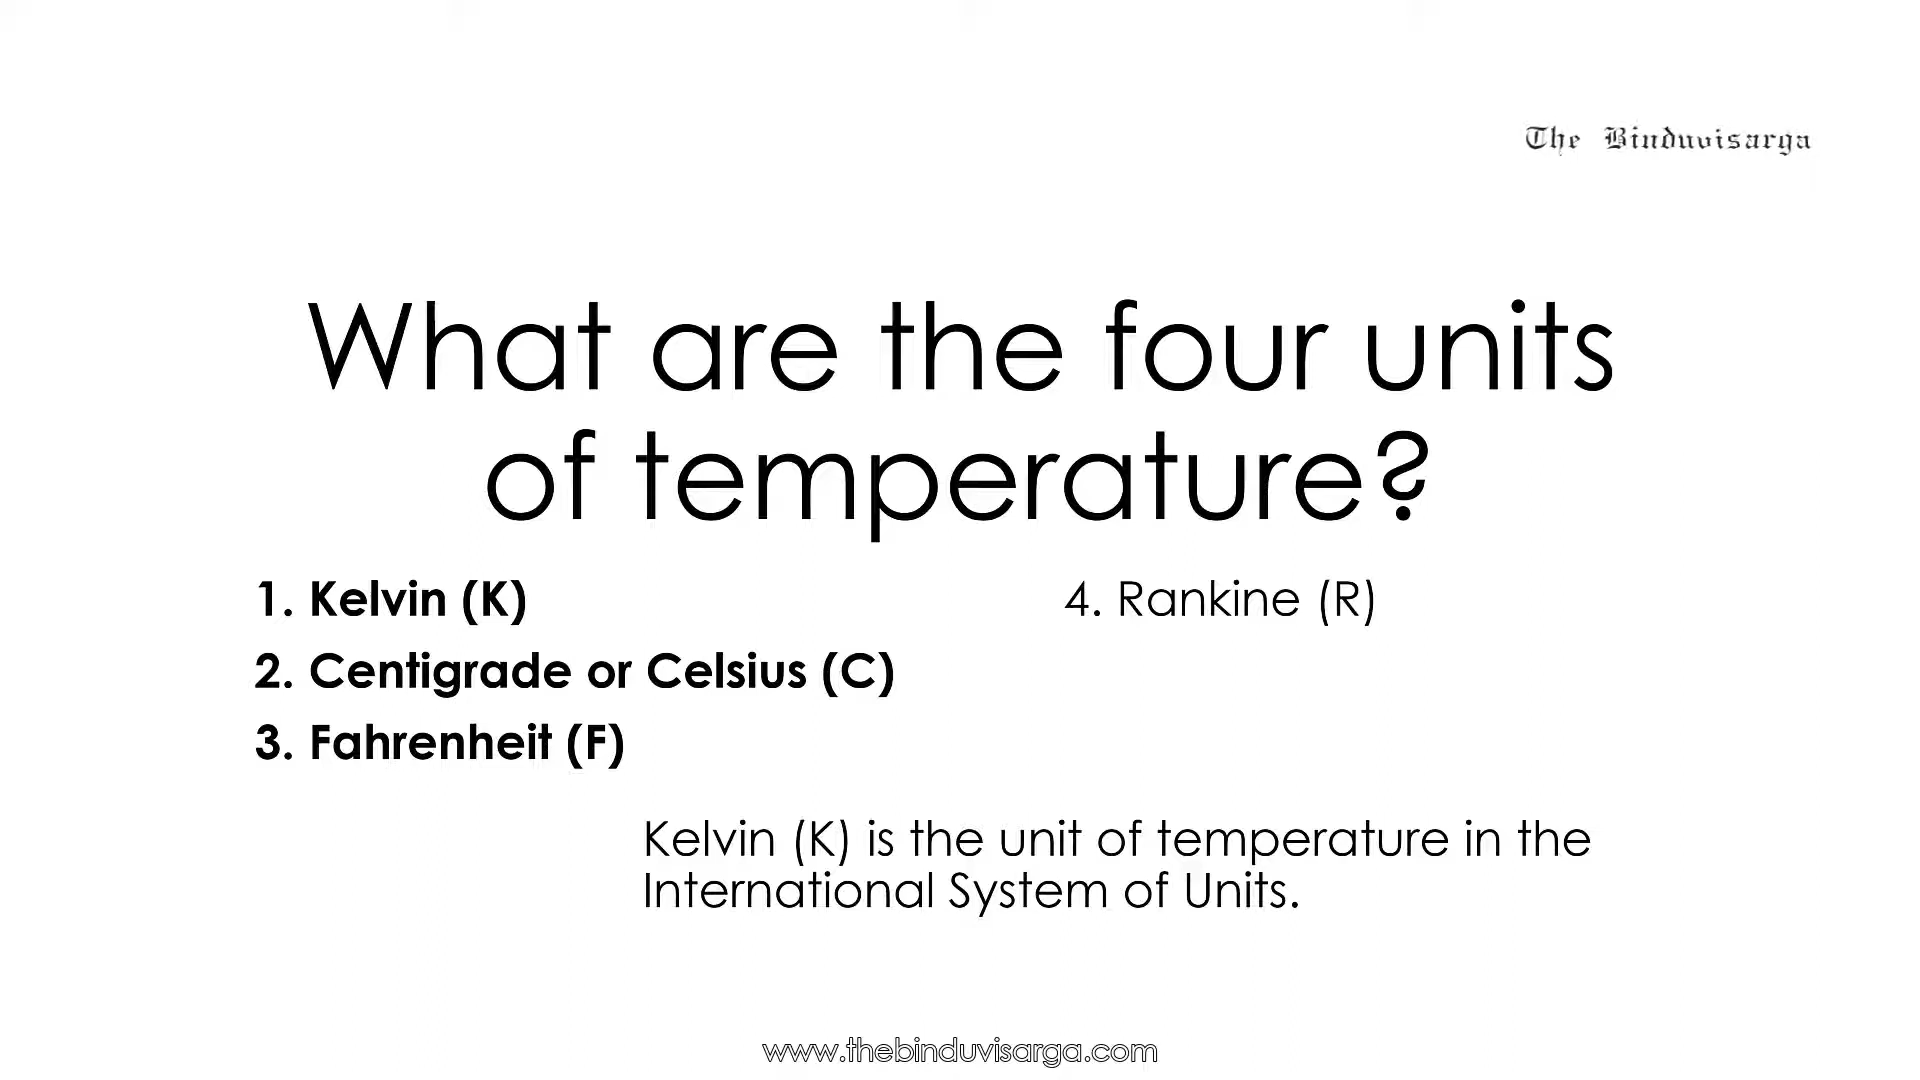 The Binduvisarga
What are the four units
of temperature?
1. Kelvin (K)
2. Centigrade or Celsius (C)
3. Fahrenheit (F)
4. Rankine (R)
Kelvin (K) is the unit of temperature in the
International System of Units.
www.thebinduvisarga.com